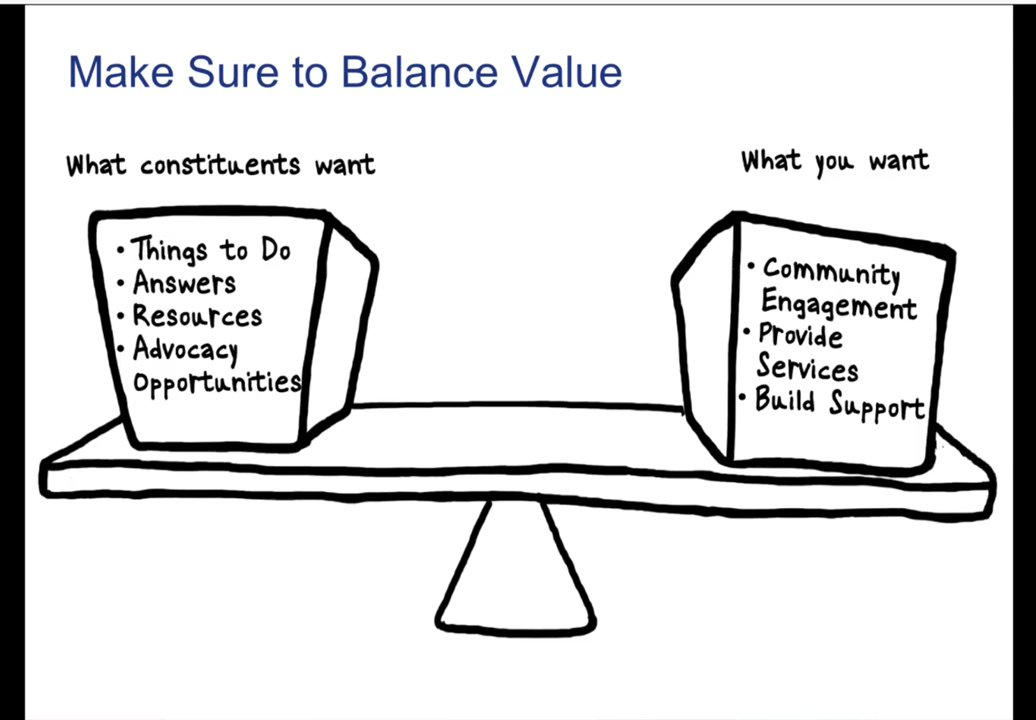 Make Sure to Balance Value
What constituents want
• Things to Do
• Answers
• Resources
• Advocacy
Opportunities
What you want
• Community
Engagement
• Provide
Services
• Build Support